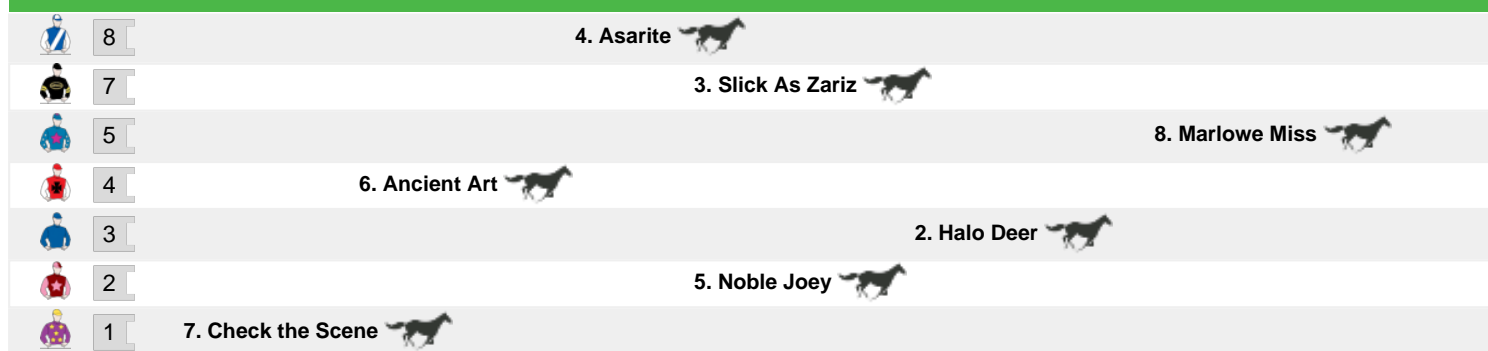 8 4. Asarite
7 3. Slick As Zariz
5 8. Marlowe Miss
4 6. Ancient Art
3 2. Halo Deer
2 5. Noble Joey
1 7. Check the Scene